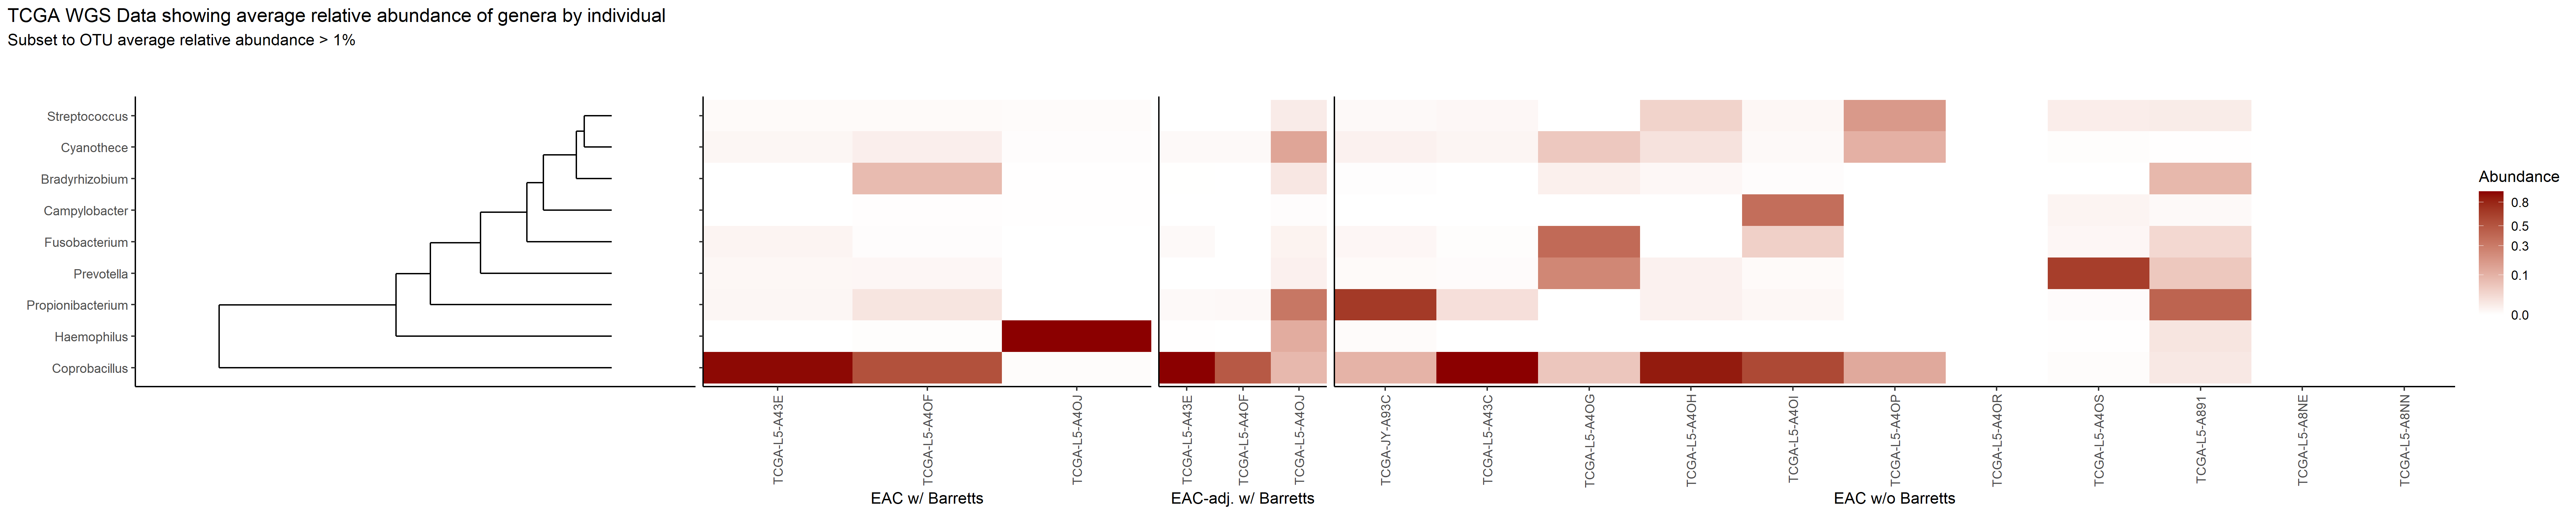 TCGA WGS Data showing average relative abundance of genera by individual
Subset to OTU average relative abundance > 1%
Streptococcus
Cyanothece
Bradyrhizobium
Campylobacter
Fusobacterium
Prevotella
Propionibacterium
Haemophilus
Coprobacillus
TCGA-L5-A43E
TCGA-L5-A4OF
TCGA-L5-A4OJ
EAC w/ Barretts
TCGA-L5-A43E
TCGA-L5-A4OF
TCGA-L5-A4OJ
EAC-adj. w/ Barretts
TCGA-JY-A93C
TCGA-L5-A43C
TCGA-L5-A4OG
TCGA-L5-A4OH
TCGA-L5-A4OI
TCGA-L5-A4OP
TCGA-L5-A4OR
TCGA-L5-A4OS
TCGA-L5-A891
TCGA-L5-A8NE
TCGA-L5-A8NN
EAC w/o Barretts
Abundance
0.8
0.5
0.3
0.1
0.0